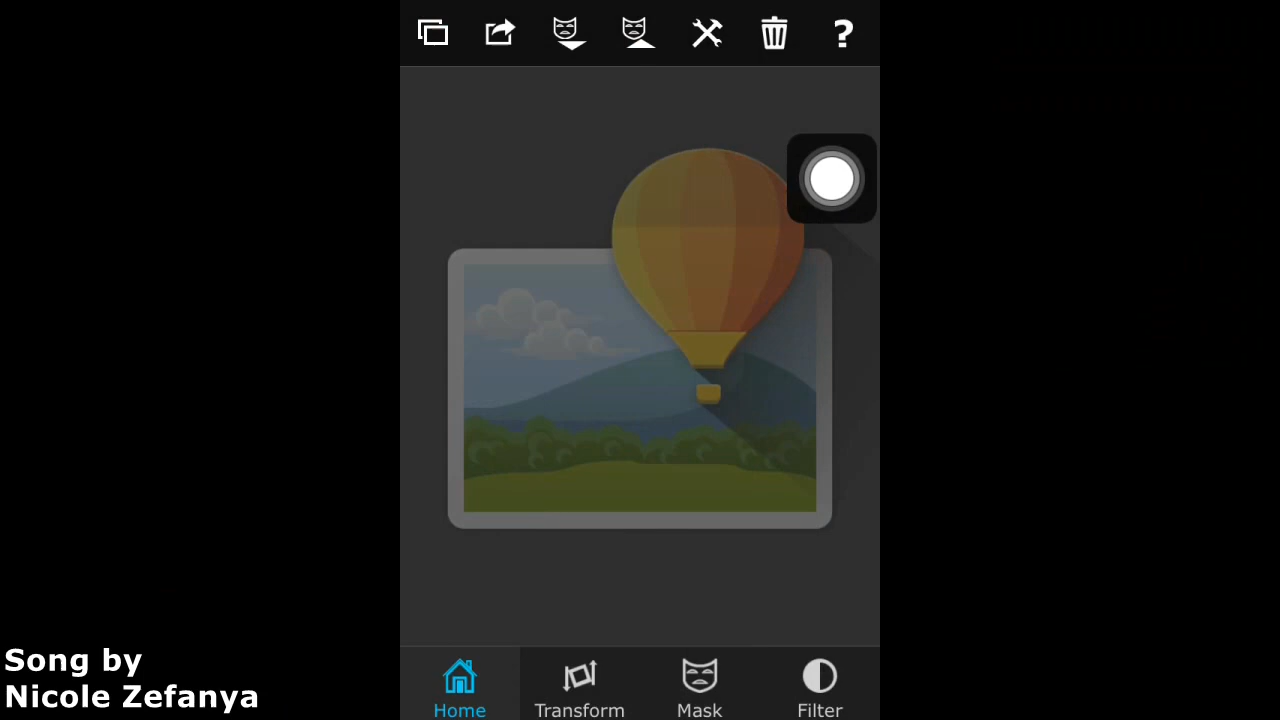 ?
Song by
Nicole Zefanya
Home
Transform
Mask
Filter